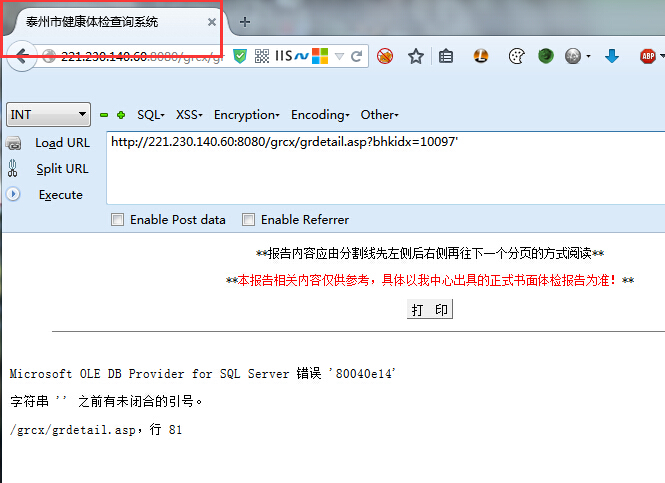 泰州市健康体检查询系统
221.230.140.60:8080/grcx/gr
IIS
ABP
INT
SQL
XSS
Encryption
Encoding
Other
Load URL
http://221.230.140.60:8080/grcx/grdetail.asp?bhkidx=10097'
Split URL
Execute
Enable Post data
Enable Referrer
**报告内容应由分割线先左侧后右侧再往下一个分页的方式阅读**
**本报告相关内容仅供参考，具体以我中心出具的正式书面体检报告为准！**
打 印
Microsoft OLE DB Provider for SQL Server 错误 '80040e14'
字符串 '' 之前有未闭合的引号。
/grcx/grdetail.asp，行 81